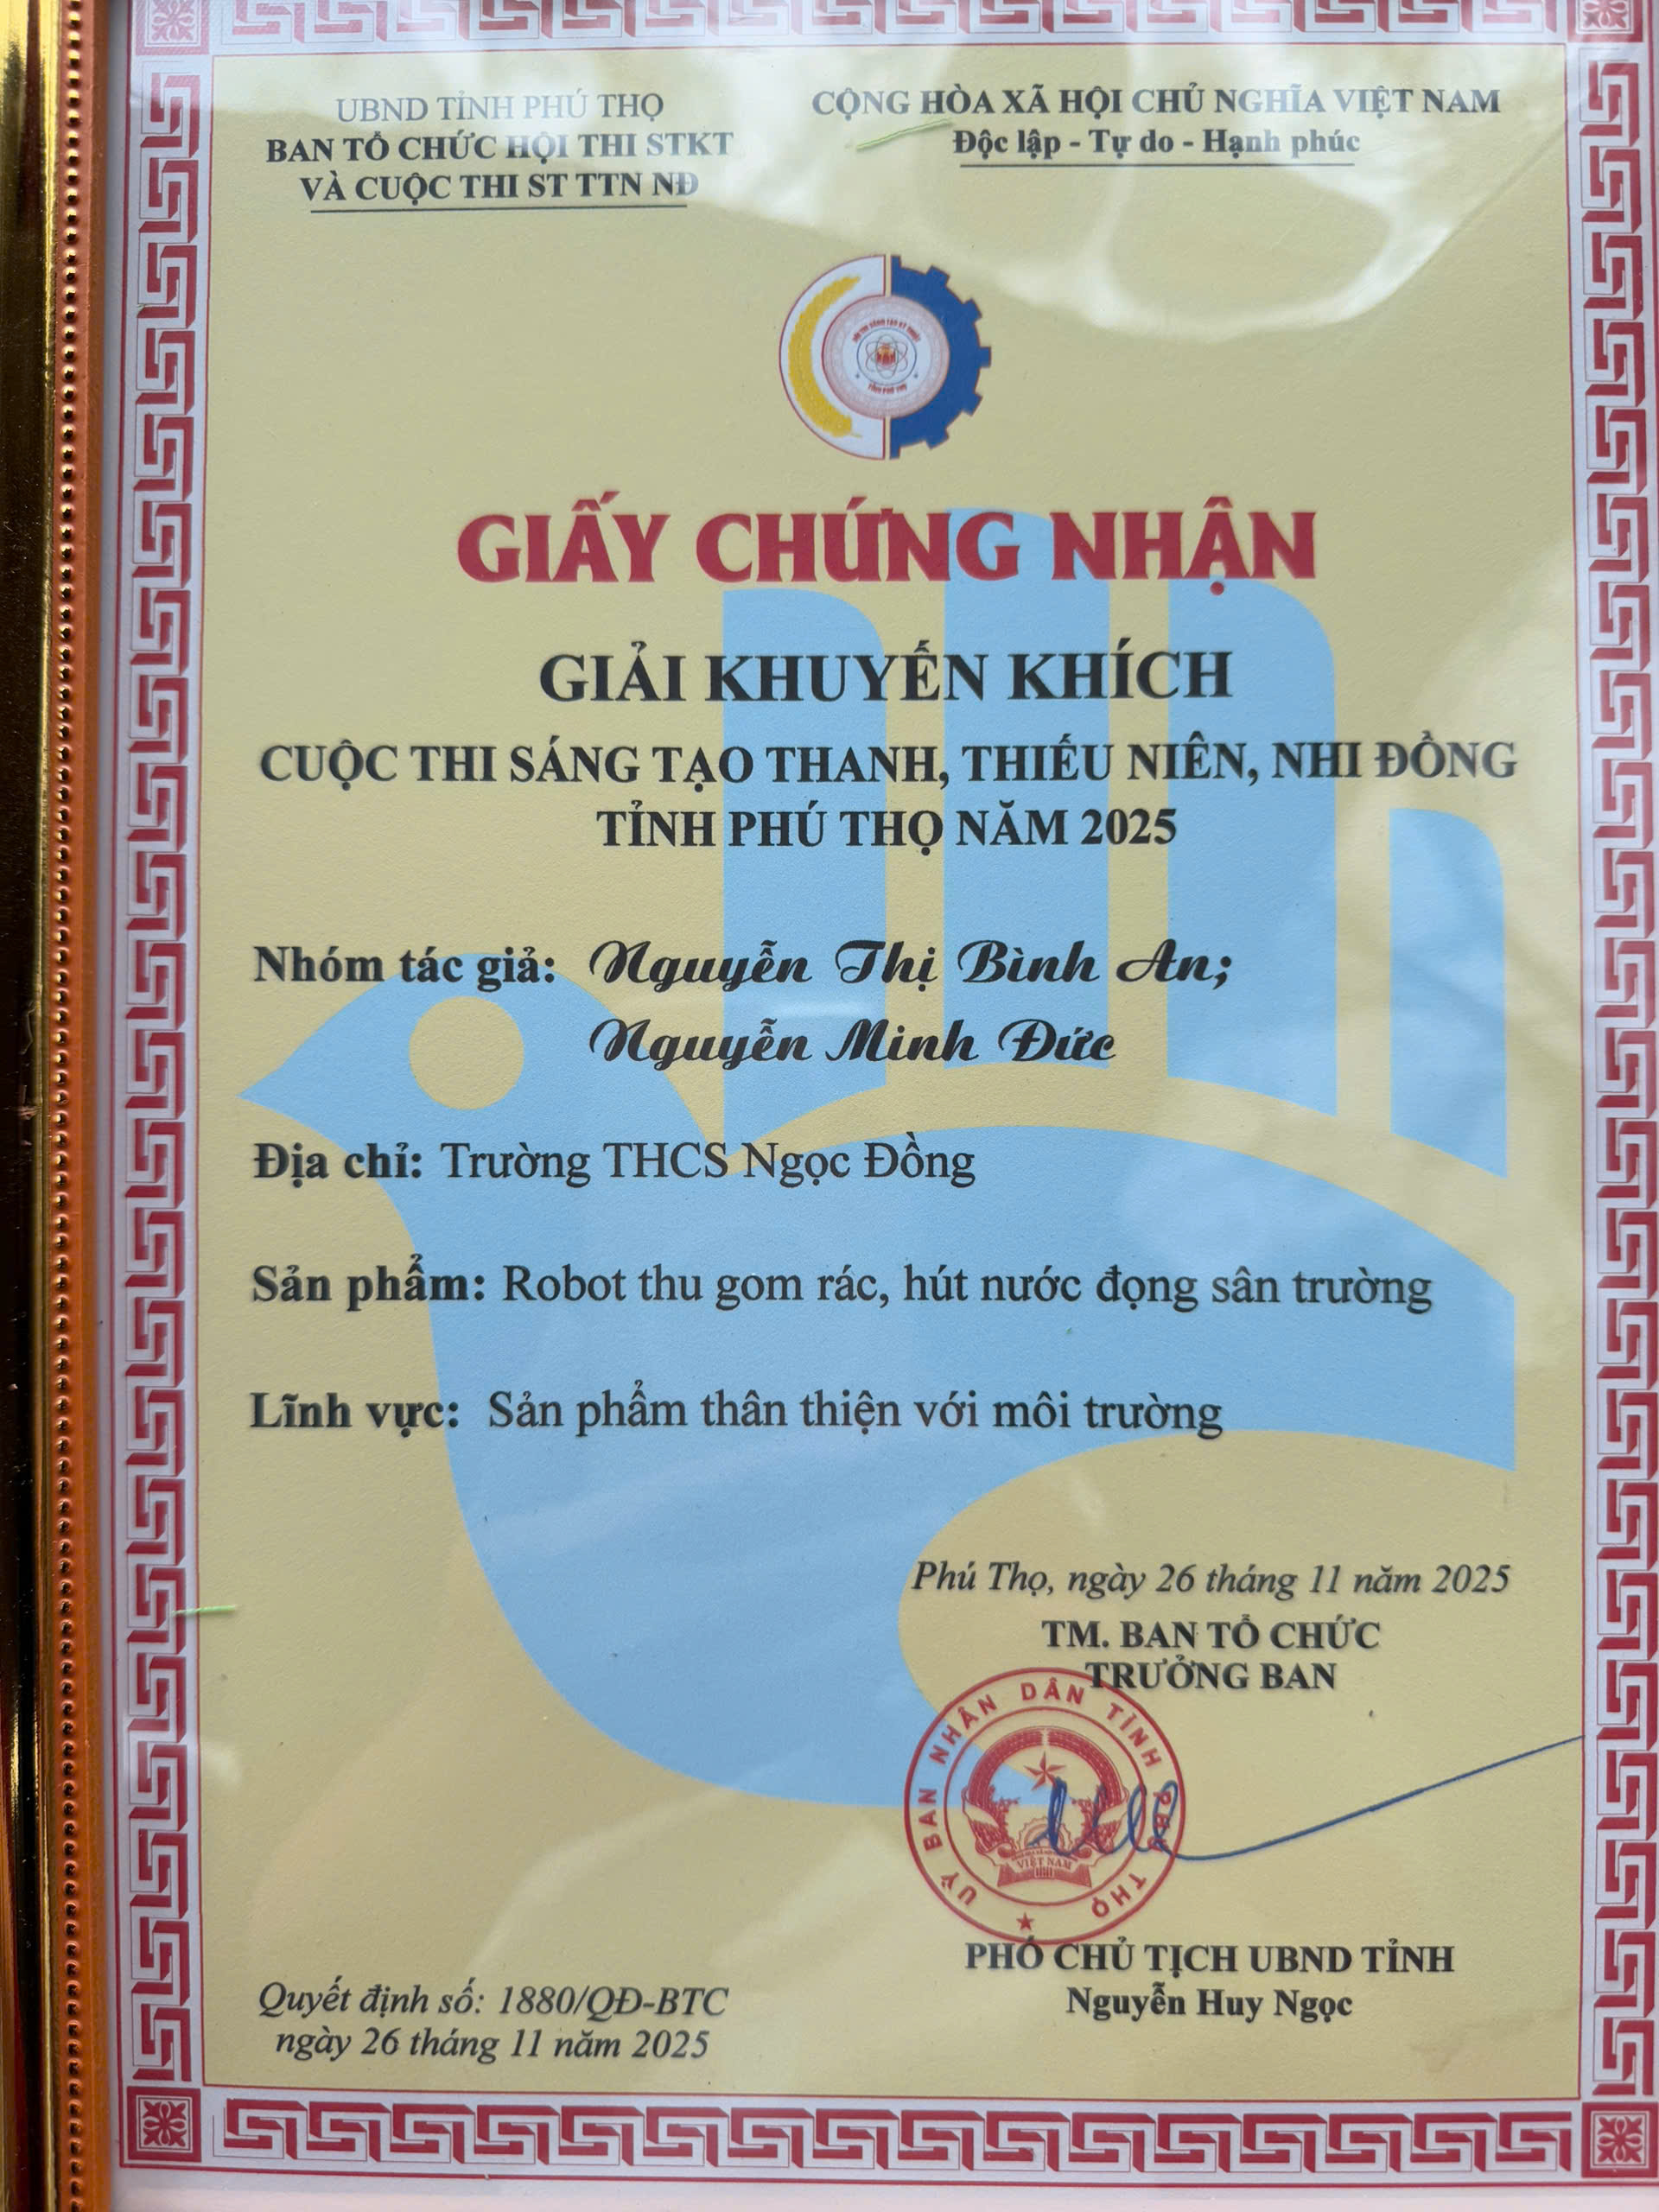 UBND TỈNH PHÚ THỌ
BAN TỔ CHỨC HỘI THI STKT
VÀ CUỘC THI ST TTN NĐ
CỘNG HÒA XÃ HỘI CHỦ NGHĨA VIỆT NAM
Độc lập - Tự do - Hạnh phúc
GIẤY CHỨNG NHẬN
GIẢI KHUYẾN KHÍCH
CUỘC THI SÁNG TẠO THANH, THIẾU NIÊN, NHI ĐỒNG
TỈNH PHÚ THỌ NĂM 2025
Nhóm tác giả: Nguyễn Thị Bình An;
Nguyễn Minh Đức
Địa chỉ: Trường THCS Ngọc Đồng
Sản phẩm: Robot thu gom rác, hút nước đọng sân trường
Lĩnh vực: Sản phẩm thân thiện với môi trường
Phú Thọ, ngày 26 tháng 11 năm 2025
TM. BAN TỔ CHỨC
TRƯỞNG BAN
UỶ BAN NHÂN DÂN TỈNH PHÚ THỌ
VIỆT NAM
PHÓ CHỦ TỊCH UBND TỈNH
Nguyễn Huy Ngọc
Quyết định số: 1880/QĐ-BTC
ngày 26 tháng 11 năm 2025